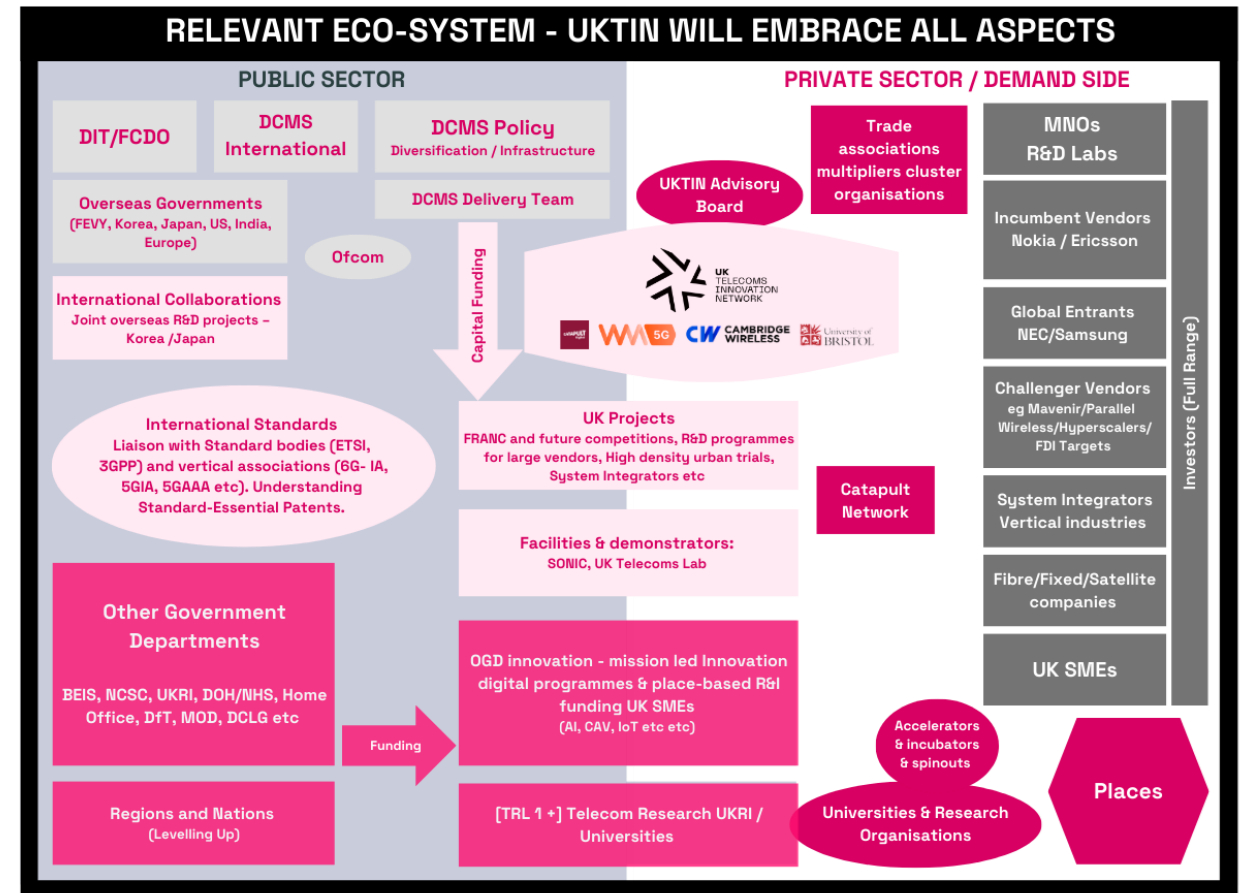 RELEVANT ECO-SYSTEM - UKTIN WILL EMBRACE ALL ASPECTS
PUBLIC SECTOR
DIT/FCDO
DCMS
International
DCMS Policy
Diversification / Infrastructure
DCMS Delivery Team
Overseas Governments
(FEVY, Korea, Japan, US, India,
Europe)
Ofcom
International Collaborations
Joint overseas R&D projects –
Korea /Japan
Capital Funding
International Standards
Liaison with Standard bodies (ETSI,
3GPP) and vertical associations (6G- IA,
5GIA, 5GAAA etc). Understanding
Standard-Essential Patents.
UK Projects
FRANC and future competitions, R&D programmes
for large vendors, High density urban trials,
System Integrators etc
Facilities & demonstrators:
SONIC, UK Telecoms Lab
Other Government
Departments
BEIS, NCSC, UKRI, DOH/NHS, Home
Office, DfT, MOD, DCLG etc
Funding
OGD innovation - mission led Innovation
digital programmes & place-based R&I
funding UK SMEs
(AI, CAV, IoT etc etc)
Regions and Nations
(Levelling Up)
[TRL 1 +] Telecom Research UKRI /
Universities
PRIVATE SECTOR / DEMAND SIDE
UKTIN Advisory
Board
Trade
associations
multipliers cluster
organisations
UK
TELECOMS
INNOVATION
NETWORK
CATAPULT
WM 5G
CW CAMBRIDGE
WIRELESS
University of
BRISTOL
Catapult
Network
Accelerators
& incubators
& spinouts
Universities & Research
Organisations
Places
MNOs
R&D Labs
Incumbent Vendors
Nokia / Ericsson
Global Entrants
NEC/Samsung
Challenger Vendors
eg Mavenir/Parallel
Wireless/Hyperscalers/
FDI Targets
System Integrators
Vertical industries
Fibre/Fixed/Satellite
companies
UK SMEs
Investors (Full Range)